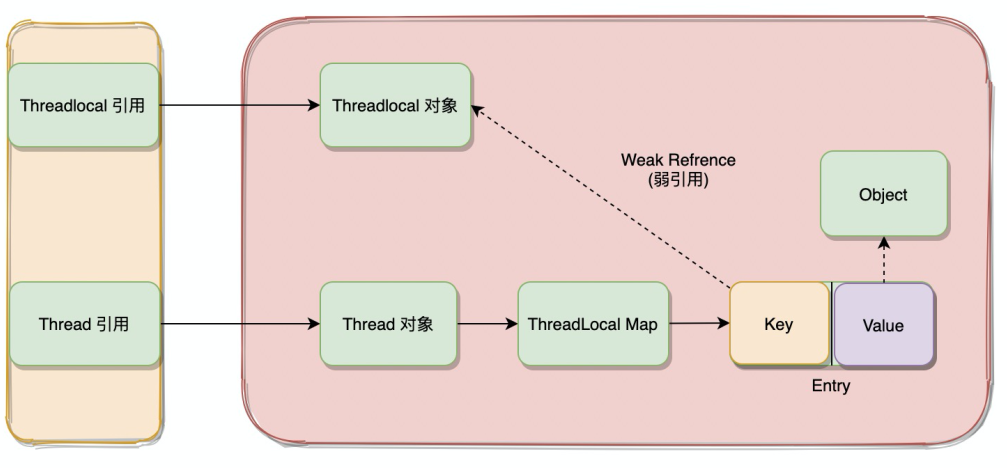 Threadlocal 引用
Threadlocal 对象
Weak Refrence
(弱引用)
Object
Thread 引用
Thread 对象
ThreadLocal Map
Key
Value
Entry